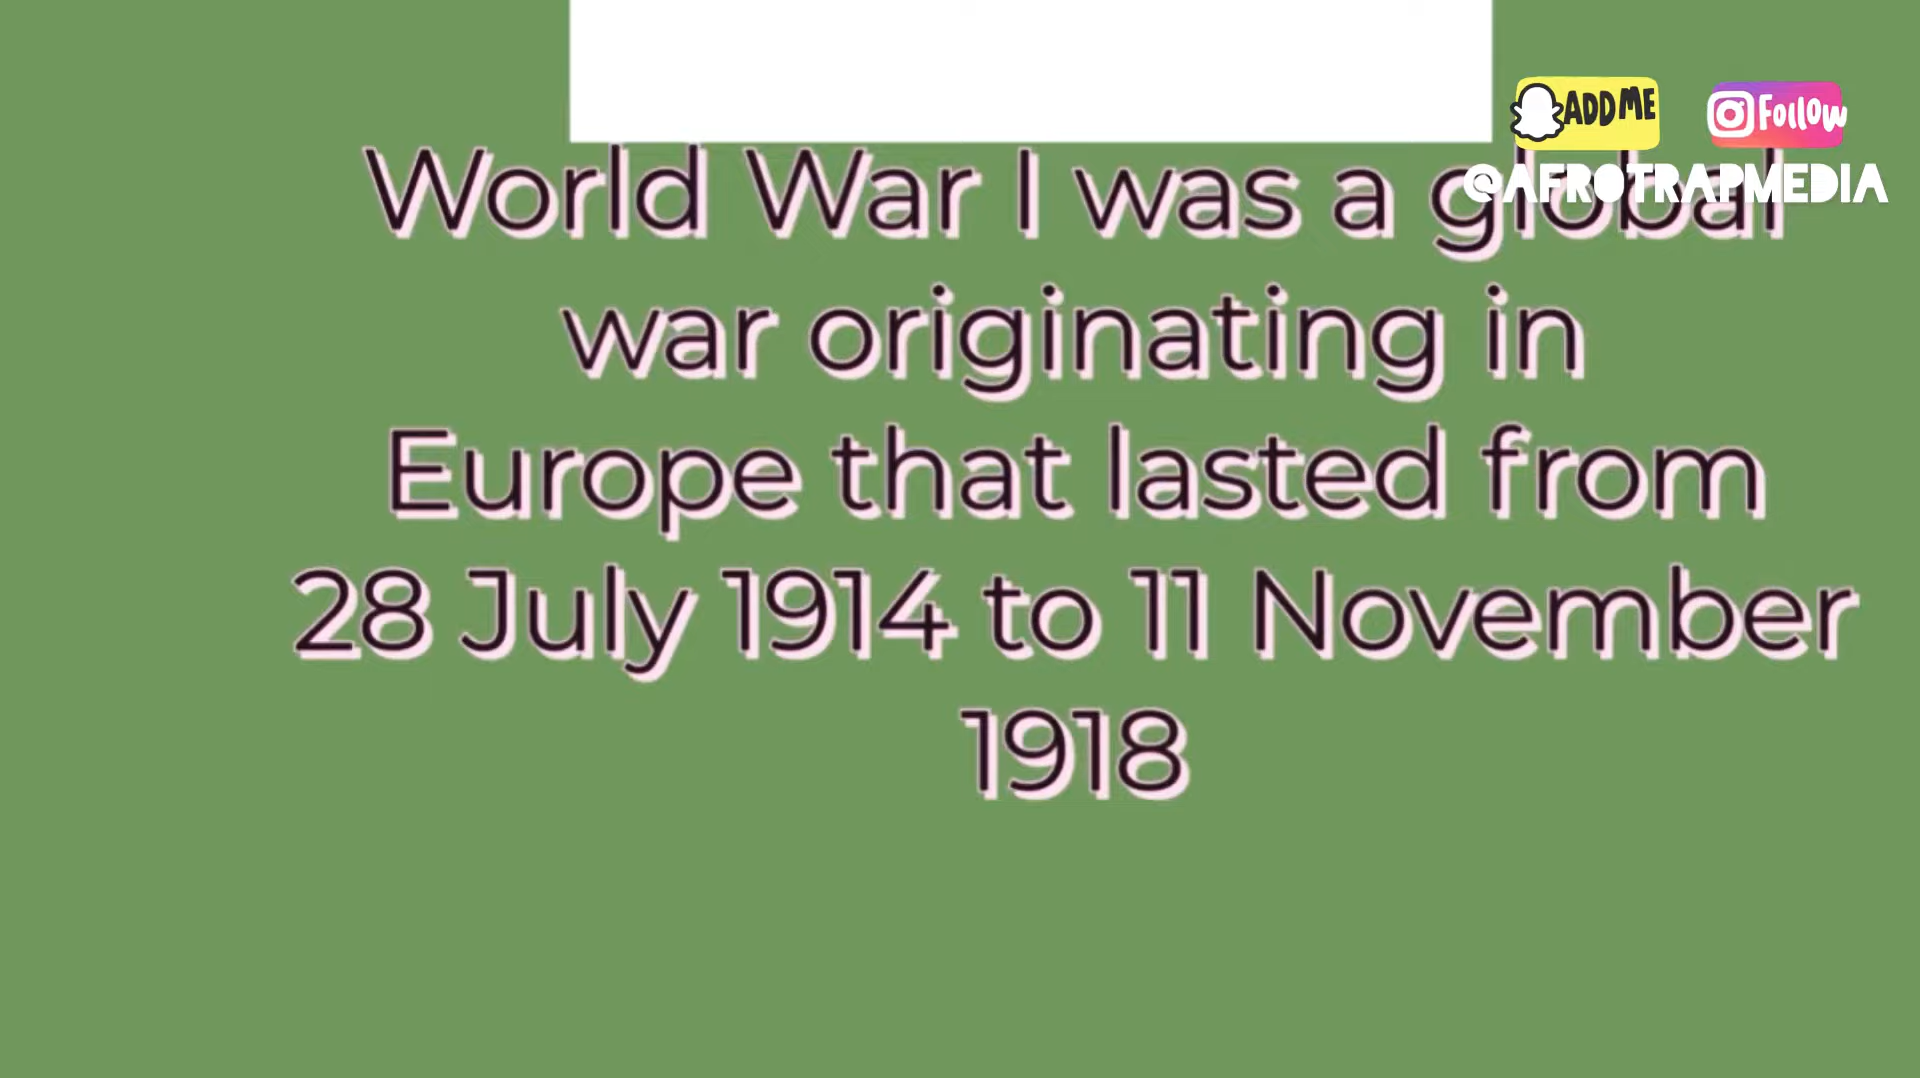 ADD ME
Follow
@AFROTRAPMEDIA
World War I was a global
war originating in
Europe that lasted from
28 July 1914 to 11 November
1918